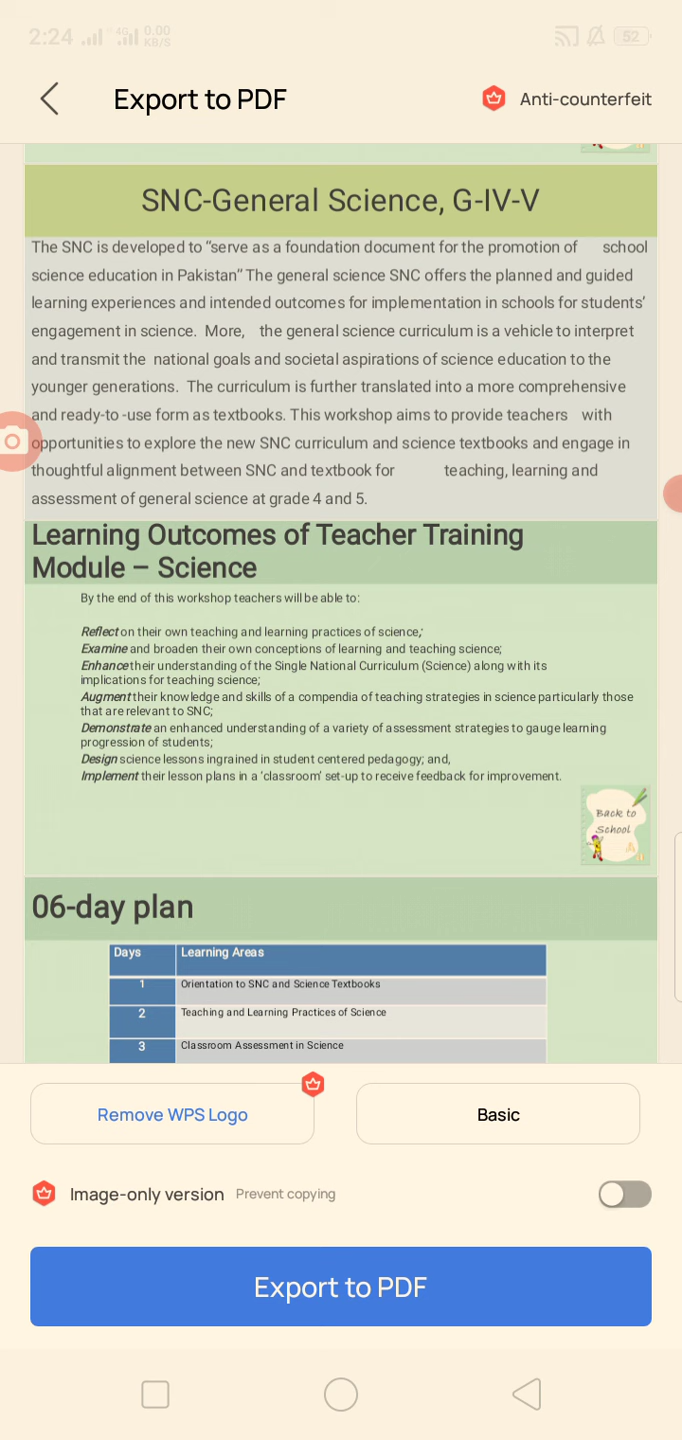 2:24 4G 0.00 KB/S 52
Export to PDF Anti-counterfeit
SNC-General Science, G-IV-V
The SNC is developed to “serve as a foundation document for the promotion of school
science education in Pakistan” The general science SNC offers the planned and guided
learning experiences and intended outcomes for implementation in schools for students’
engagement in science. More, the general science curriculum is a vehicle to interpret
and transmit the national goals and societal aspirations of science education to the
younger generations. The curriculum is further translated into a more comprehensive
and ready-to -use form as textbooks. This workshop aims to provide teachers with
opportunities to explore the new SNC curriculum and science textbooks and engage in
thoughtful alignment between SNC and textbook for teaching, learning and
assessment of general science at grade 4 and 5.
Learning Outcomes of Teacher Training
Module – Science
By the end of this workshop teachers will be able to:
Reflect on their own teaching and learning practices of science;
Examine and broaden their own conceptions of learning and teaching science;
Enhance their understanding of the Single National Curriculum (Science) along with its
implications for teaching science;
Augment their knowledge and skills of a compendia of teaching strategies in science particularly those
that are relevant to SNC;
Demonstrate an enhanced understanding of a variety of assessment strategies to gauge learning
progression of students;
Design science lessons ingrained in student centered pedagogy; and,
Implement their lesson plans in a ‘classroom’ set-up to receive feedback for improvement.
Back to
School
06-day plan
Days Learning Areas
1 Orientation to SNC and Science Textbooks
2 Teaching and Learning Practices of Science
3 Classroom Assessment in Science
Remove WPS Logo Basic
Image-only version Prevent copying
Export to PDF